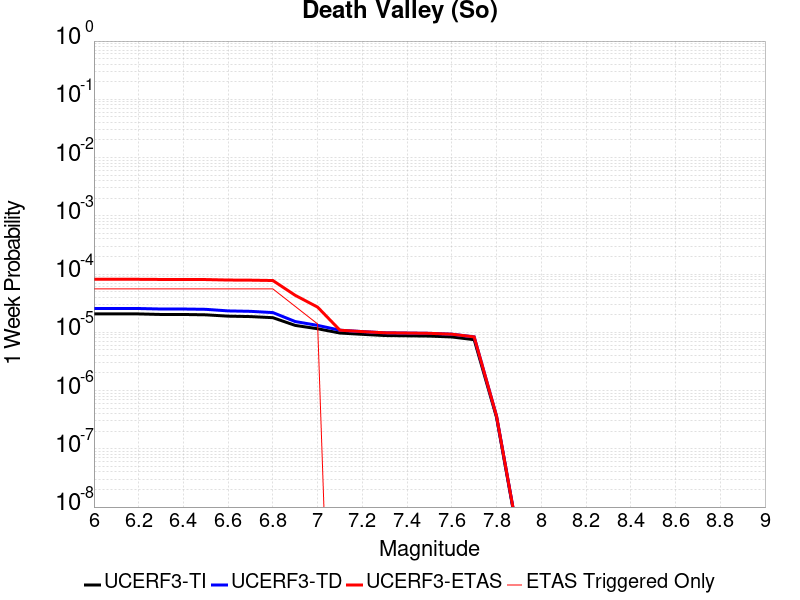 Death Valley (So)
10^0
10^-1
10^-2
10^-3
10^-4
10^-5
10^-6
10^-7
10^-8
1 Week Probability
6 6.2 6.4 6.6 6.8 7 7.2 7.4 7.6 7.8 8 8.2 8.4 8.6 8.8 9
Magnitude
UCERF3-TI UCERF3-TD UCERF3-ETAS ETAS Triggered Only